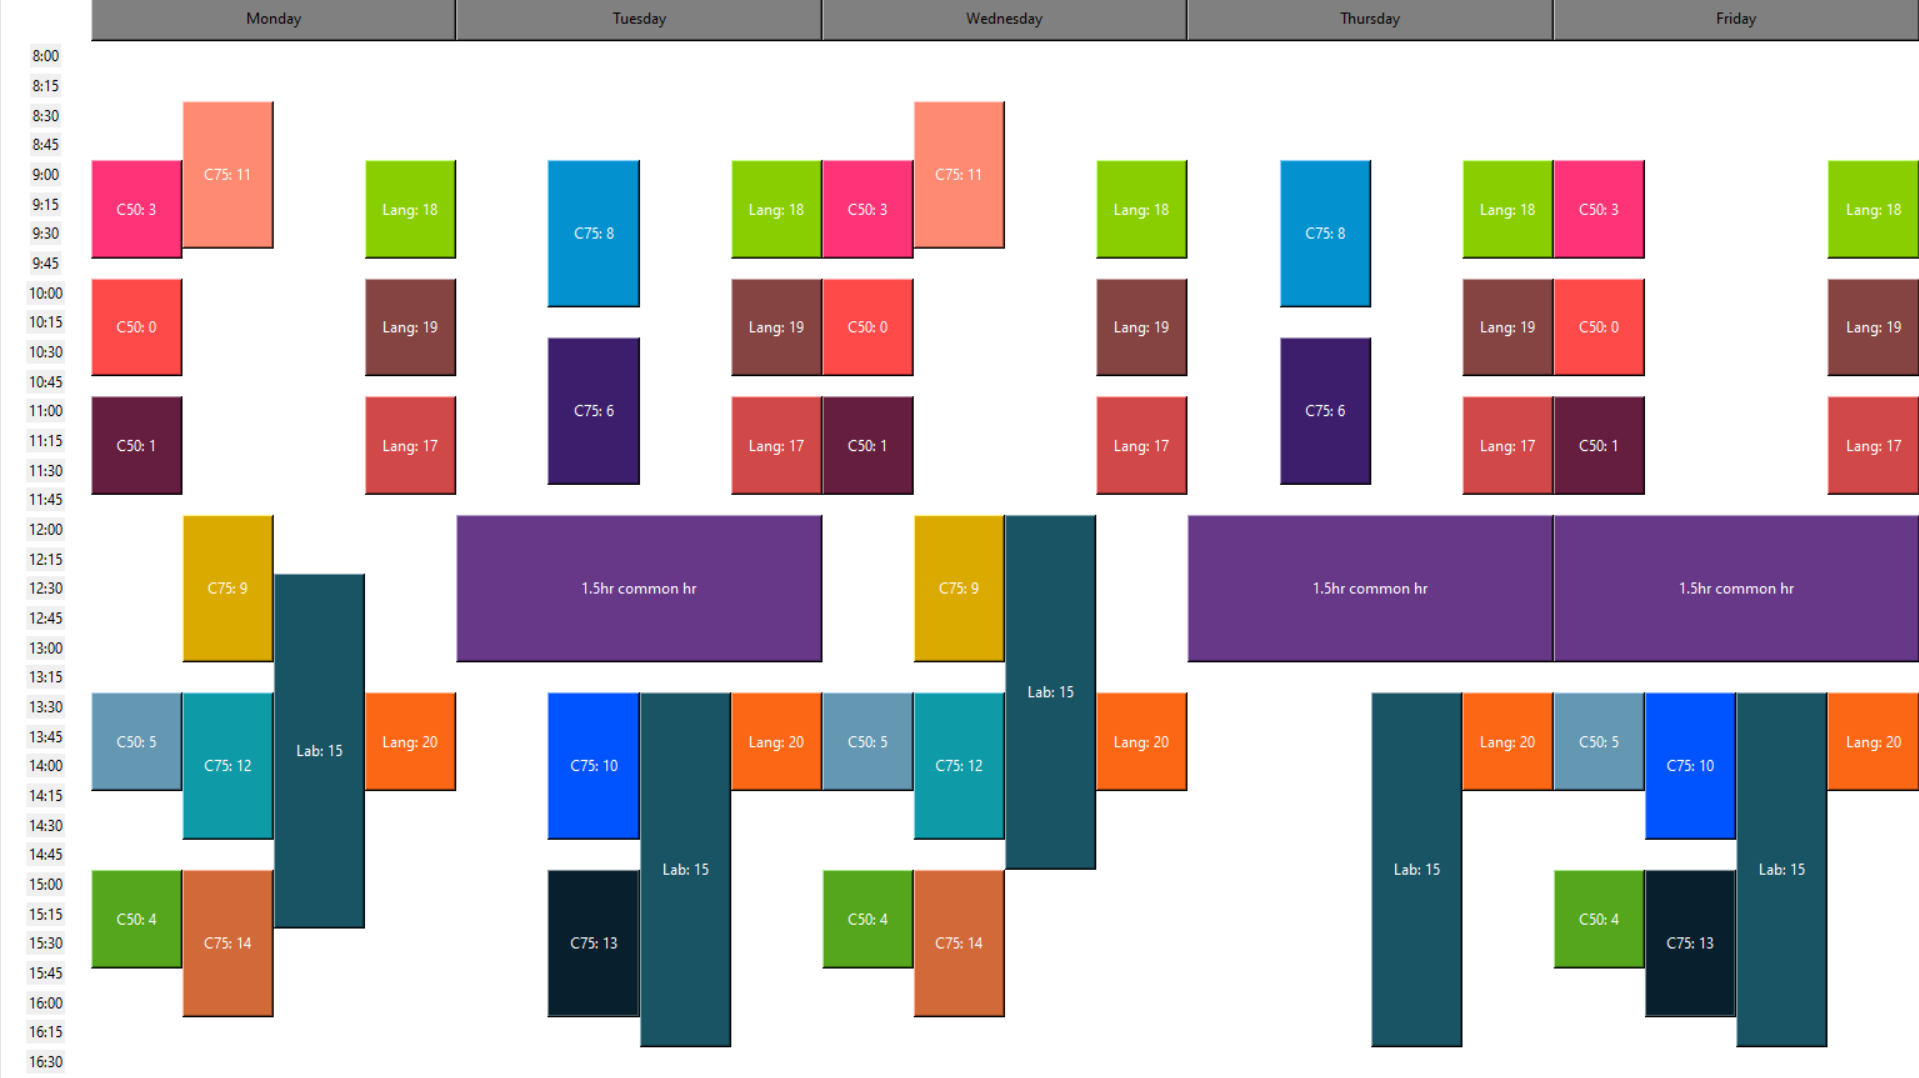 Monday Tuesday Wednesday Thursday Friday
8:00
8:15
8:30
8:45
9:00 C75: 11 C75: 11
9:15 C50: 3 Lang: 18 Lang: 18 C50: 3 Lang: 18 Lang: 18 C50: 3 Lang: 18
9:30 C75: 8 C75: 8
9:45
10:00
10:15 C50: 0 Lang: 19 Lang: 19 C50: 0 Lang: 19 Lang: 19 C50: 0 Lang: 19
10:30
10:45
11:00 C75: 6 C75: 6
11:15 C50: 1 Lang: 17 Lang: 17 C50: 1 Lang: 17 Lang: 17 C50: 1 Lang: 17
11:30
11:45
12:00
12:15
12:30 C75: 9 1.5hr common hr C75: 9 1.5hr common hr 1.5hr common hr
12:45
13:00
13:15
Lab: 15
13:30
13:45 C50: 5 Lab: 15 Lang: 20 Lang: 20 C50: 5 Lang: 20 Lang: 20 C50: 5 Lang: 20
14:00 C75: 12 C75: 10 C75: 12 C75: 10
14:15
14:30
14:45
Lab: 15 Lab: 15 Lab: 15
15:00
15:15 C50: 4 C50: 4 C50: 4
15:30 C75: 14 C75: 13 C75: 14 C75: 13
15:45
16:00
16:15
16:30